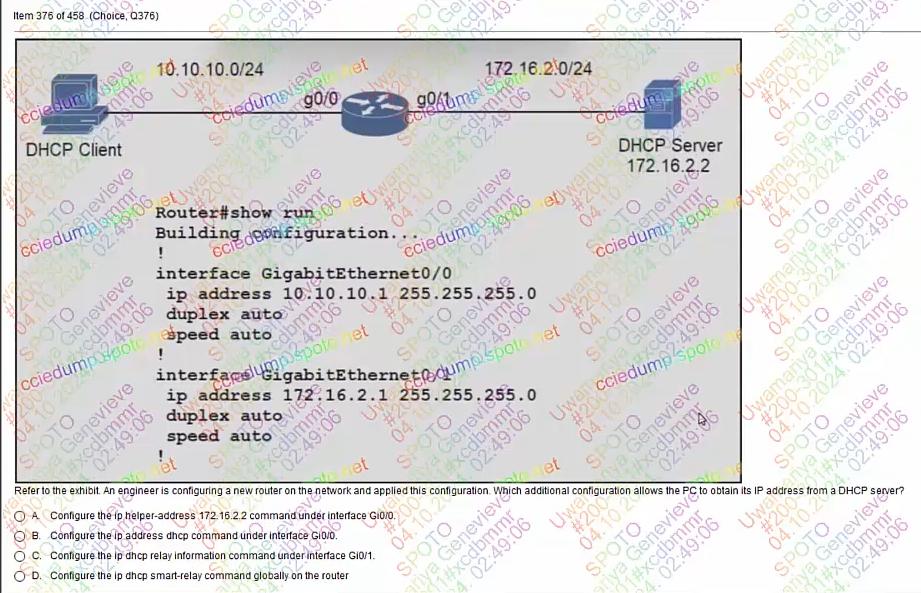 Item 376 of 458 (Choice, Q376)
10.10.10.0/24
172.16.2.0/24
g0/0
g0/1
DHCP Client
DHCP Server
172.16.2.2
Router#show run
Building configuration...
!
interface GigabitEthernet0/0
ip address 10.10.10.1 255.255.255.0
duplex auto
speed auto
!
interface GigabitEthernet0/1
ip address 172.16.2.1 255.255.255.0
duplex auto
speed auto
!
Refer to the exhibit. An engineer is configuring a new router on the network and applied this configuration. Which additional configuration allows the PC to obtain its IP address from a DHCP server?
A. Configure the ip helper-address 172.16.2.2 command under interface Gi0/0.
B. Configure the ip address dhcp command under interface Gi0/0.
C. Configure the ip dhcp relay information command under interface Gi0/1.
D. Configure the ip dhcp smart-relay command globally on the router